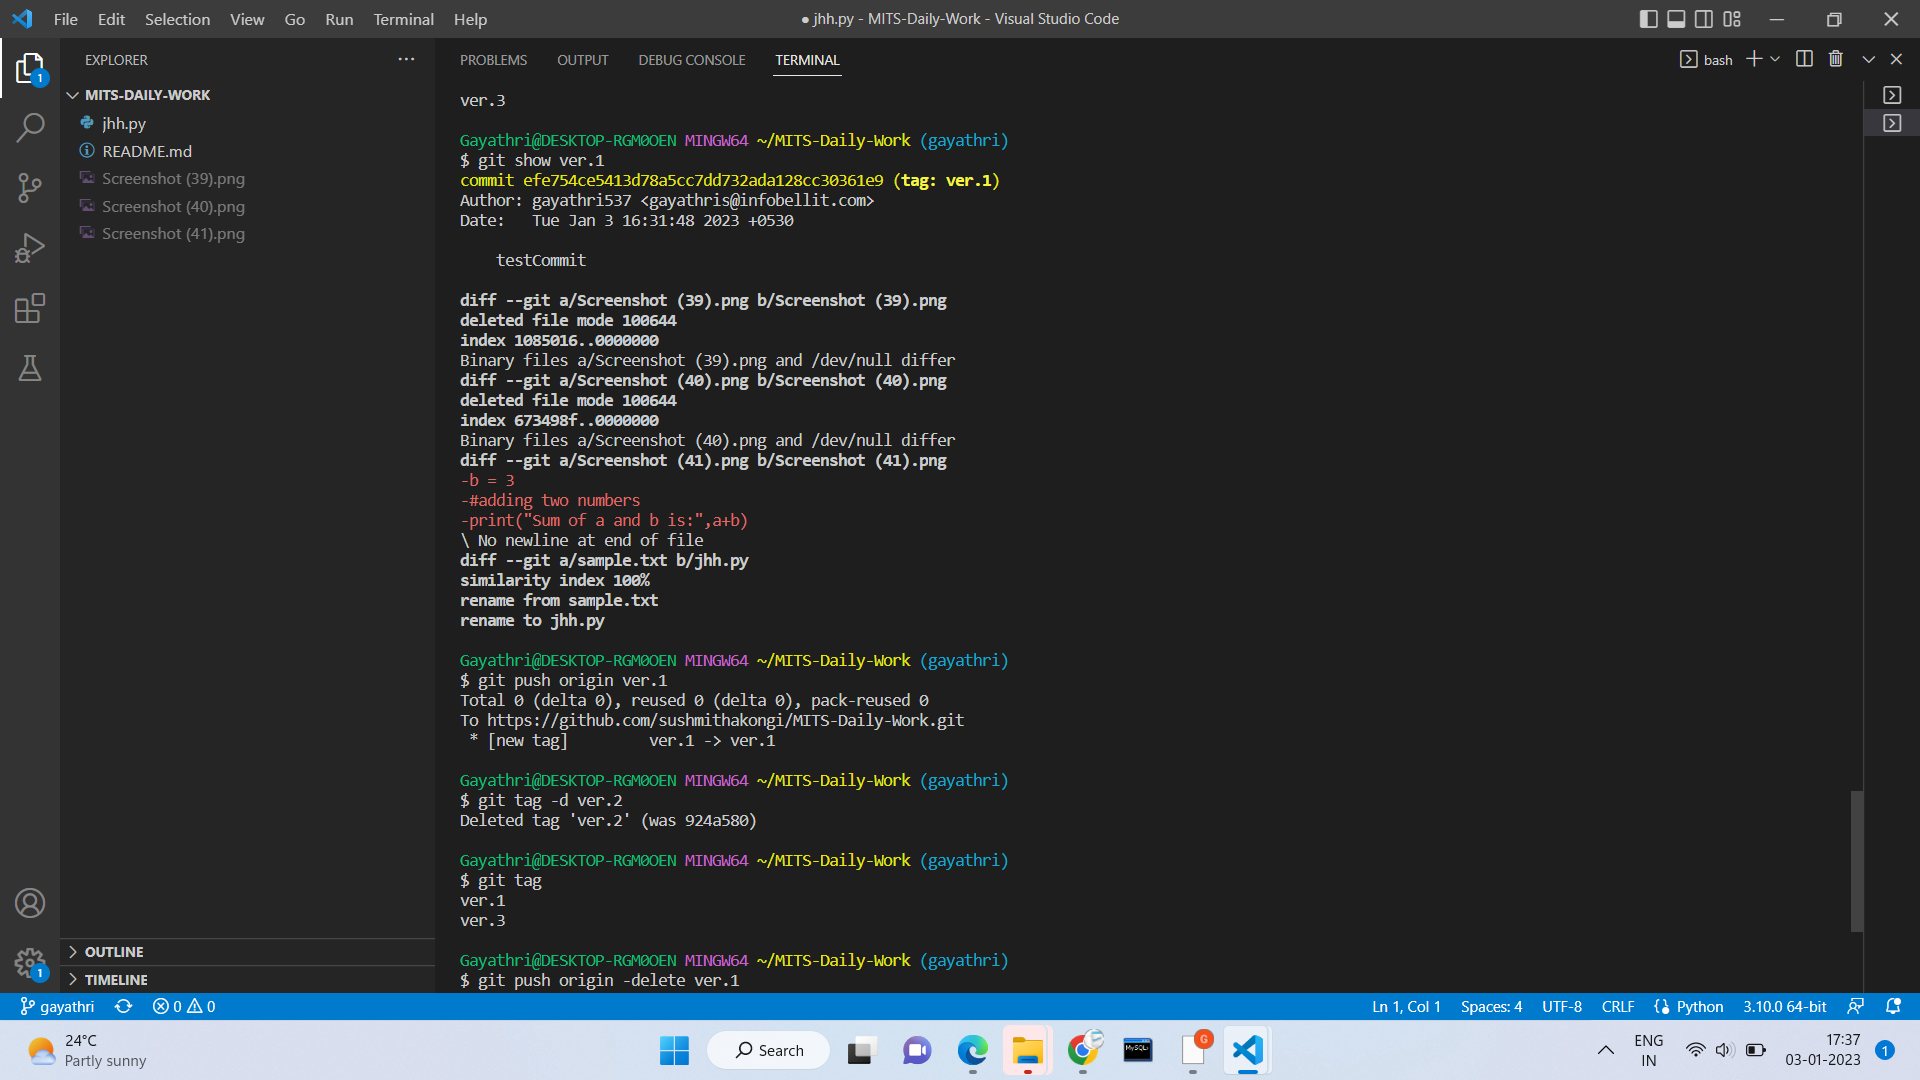 File Edit Selection View Go Run Terminal Help
● jhh.py - MITS-Daily-Work - Visual Studio Code
EXPLORER
MITS-DAILY-WORK
jhh.py
README.md
Screenshot (39).png
Screenshot (40).png
Screenshot (41).png
OUTLINE
TIMELINE
1
1
PROBLEMS OUTPUT DEBUG CONSOLE TERMINAL
bash
ver.3
Gayathri@DESKTOP-RGM0OEN MINGW64 ~/MITS-Daily-Work (gayathri)
$ git show ver.1
commit efe754ce5413d78a5cc7dd732ada128cc30361e9 (tag: ver.1)
Author: gayathri537 <gayathris@infobellit.com>
Date:   Tue Jan 3 16:31:48 2023 +0530
testCommit
diff --git a/Screenshot (39).png b/Screenshot (39).png
deleted file mode 100644
index 1085016..0000000
Binary files a/Screenshot (39).png and /dev/null differ
diff --git a/Screenshot (40).png b/Screenshot (40).png
deleted file mode 100644
index 673498f..0000000
Binary files a/Screenshot (40).png and /dev/null differ
diff --git a/Screenshot (41).png b/Screenshot (41).png
-b = 3
-#adding two numbers
-print("Sum of a and b is:",a+b)
\ No newline at end of file
diff --git a/sample.txt b/jhh.py
similarity index 100%
rename from sample.txt
rename to jhh.py
Gayathri@DESKTOP-RGM0OEN MINGW64 ~/MITS-Daily-Work (gayathri)
$ git push origin ver.1
Total 0 (delta 0), reused 0 (delta 0), pack-reused 0
To https://github.com/sushmithakongi/MITS-Daily-Work.git
 * [new tag]         ver.1 -> ver.1
Gayathri@DESKTOP-RGM0OEN MINGW64 ~/MITS-Daily-Work (gayathri)
$ git tag -d ver.2
Deleted tag 'ver.2' (was 924a580)
Gayathri@DESKTOP-RGM0OEN MINGW64 ~/MITS-Daily-Work (gayathri)
$ git tag
ver.1
ver.3
Gayathri@DESKTOP-RGM0OEN MINGW64 ~/MITS-Daily-Work (gayathri)
$ git push origin -delete ver.1
gayathri 0 0
Ln 1, Col 1 Spaces: 4 UTF-8 CRLF Python 3.10.0 64-bit
24°C
Partly sunny
Search
MySQL
G
ENG
IN
17:37
03-01-2023
1